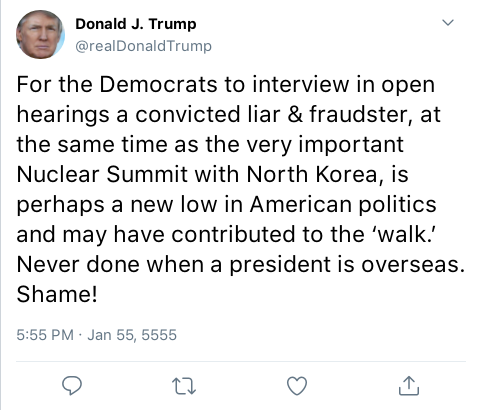 Donald J. Trump
@realDonaldTrump
For the Democrats to interview in open
hearings a convicted liar & fraudster, at
the same time as the very important
Nuclear Summit with North Korea, is
perhaps a new low in American politics
and may have contributed to the ‘walk.’
Never done when a president is overseas.
Shame!
5:55 PM · Jan 55, 5555